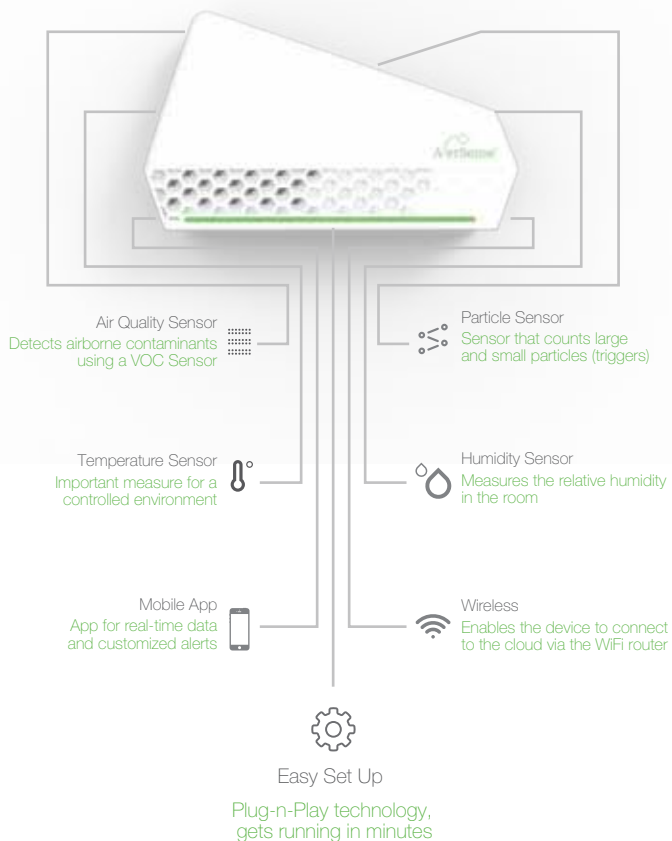 Air Quality Sensor
Detects airborne contaminants
using a VOC Sensor
Particle Sensor
Sensor that counts large
and small particles (triggers)
Temperature Sensor
Important measure for a
controlled environment
Humidity Sensor
Measures the relative humidity
in the room
Mobile App
App for real-time data
and customized alerts
Wireless
Enables the device to connect
to the cloud via the WiFi router
Easy Set Up
Plug-n-Play technology,
gets running in minutes